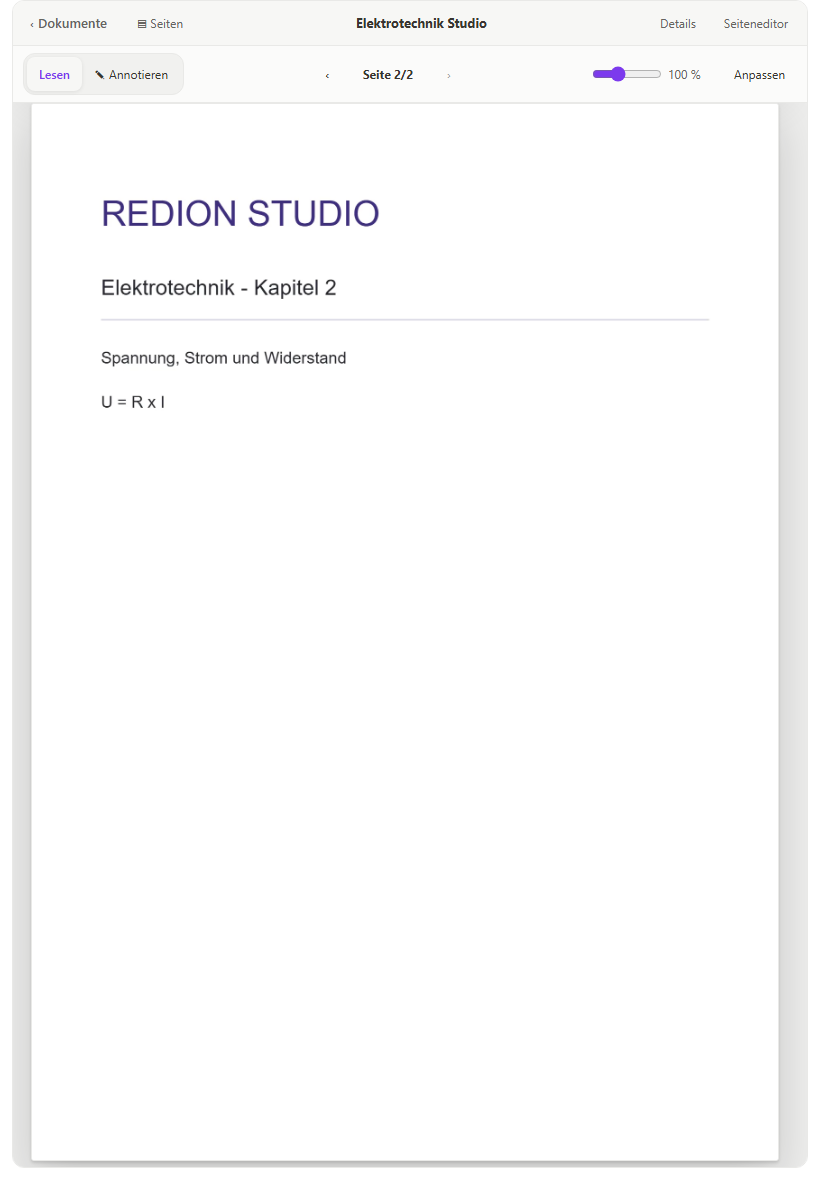 ‹ Dokumente
Seiten
Elektrotechnik Studio
Details
Seiteneditor
Lesen
Annotieren
‹
Seite 2/2
›
100 %
Anpassen
REDION STUDIO
Elektrotechnik - Kapitel 2
Spannung, Strom und Widerstand
U = R x I